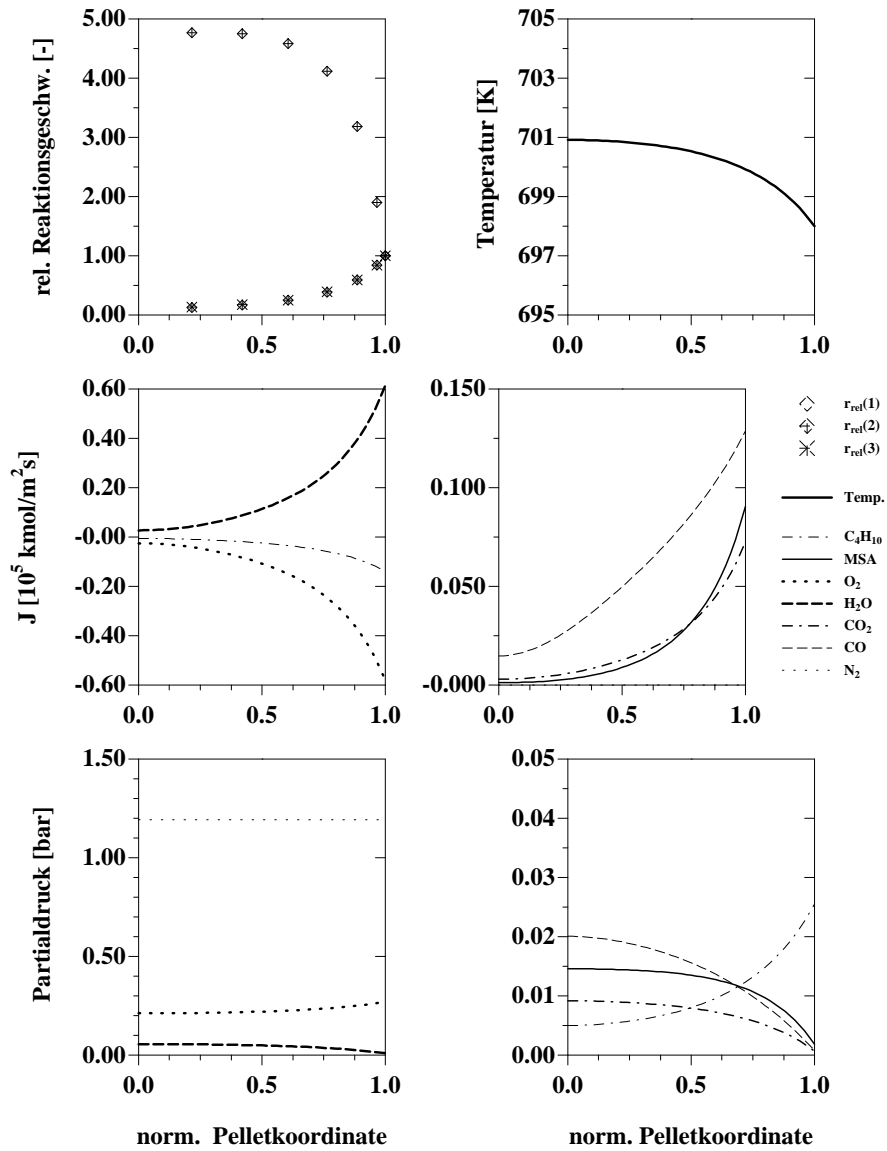 rel. Reaktionsgeschw. [-]
5.00
4.00
3.00
2.00
1.00
0.00
0.0 0.5 1.0
Temperatur [K]
705
703
701
699
697
695
0.0 0.5 1.0
J [10⁵ kmol/m²s]
0.60
0.40
0.20
-0.00
-0.20
-0.40
-0.60
0.0 0.5 1.0
0.150
0.100
0.050
-0.000
0.0 0.5 1.0
r_rel(1)
r_rel(2)
r_rel(3)
Temp.
C₄H₁₀
MSA
O₂
H₂O
CO₂
CO
N₂
Partialdruck [bar]
1.50
1.00
0.50
0.00
0.0 0.5 1.0
norm. Pelletkoordinate
0.05
0.04
0.03
0.02
0.01
0.00
0.0 0.5 1.0
norm. Pelletkoordinate